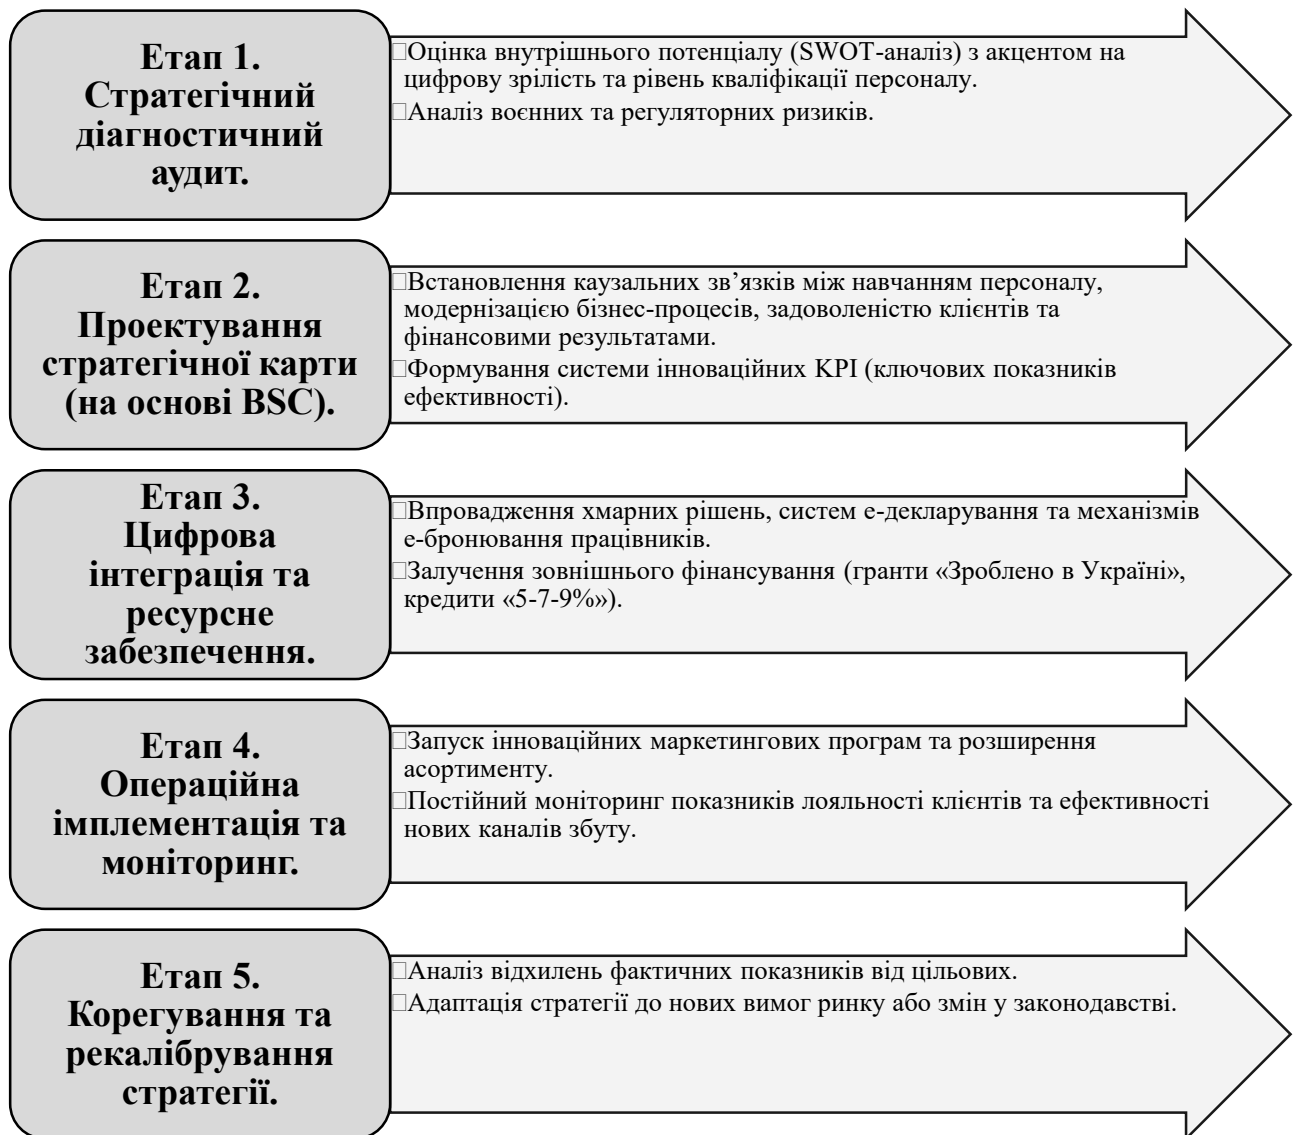 Етап 1.
Стратегічний
діагностичний
аудит.
□Оцінка внутрішнього потенціалу (SWOT-аналіз) з акцентом на
цифрову зрілість та рівень кваліфікації персоналу.
□Аналіз воєнних та регуляторних ризиків.
Етап 2.
Проектування
стратегічної карти
(на основі BSC).
□Встановлення каузальних зв’язків між навчанням персоналу,
модернізацією бізнес-процесів, задоволеністю клієнтів та
фінансовими результатами.
□Формування системи інноваційних KPI (ключових показників
ефективності).
Етап 3.
Цифрова
інтеграція та
ресурсне
забезпечення.
□Впровадження хмарних рішень, систем е-декларування та механізмів
е-бронювання працівників.
□Залучення зовнішнього фінансування (гранти «Зроблено в Україні»,
кредити «5-7-9%»).
Етап 4.
Операційна
імплементація та
моніторинг.
□Запуск інноваційних маркетингових програм та розширення
асортименту.
□Постійний моніторинг показників лояльності клієнтів та ефективності
нових каналів збуту.
Етап 5.
Корегування та
рекалібрування
стратегії.
□Аналіз відхилень фактичних показників від цільових.
□Адаптація стратегії до нових вимог ринку або змін у законодавстві.